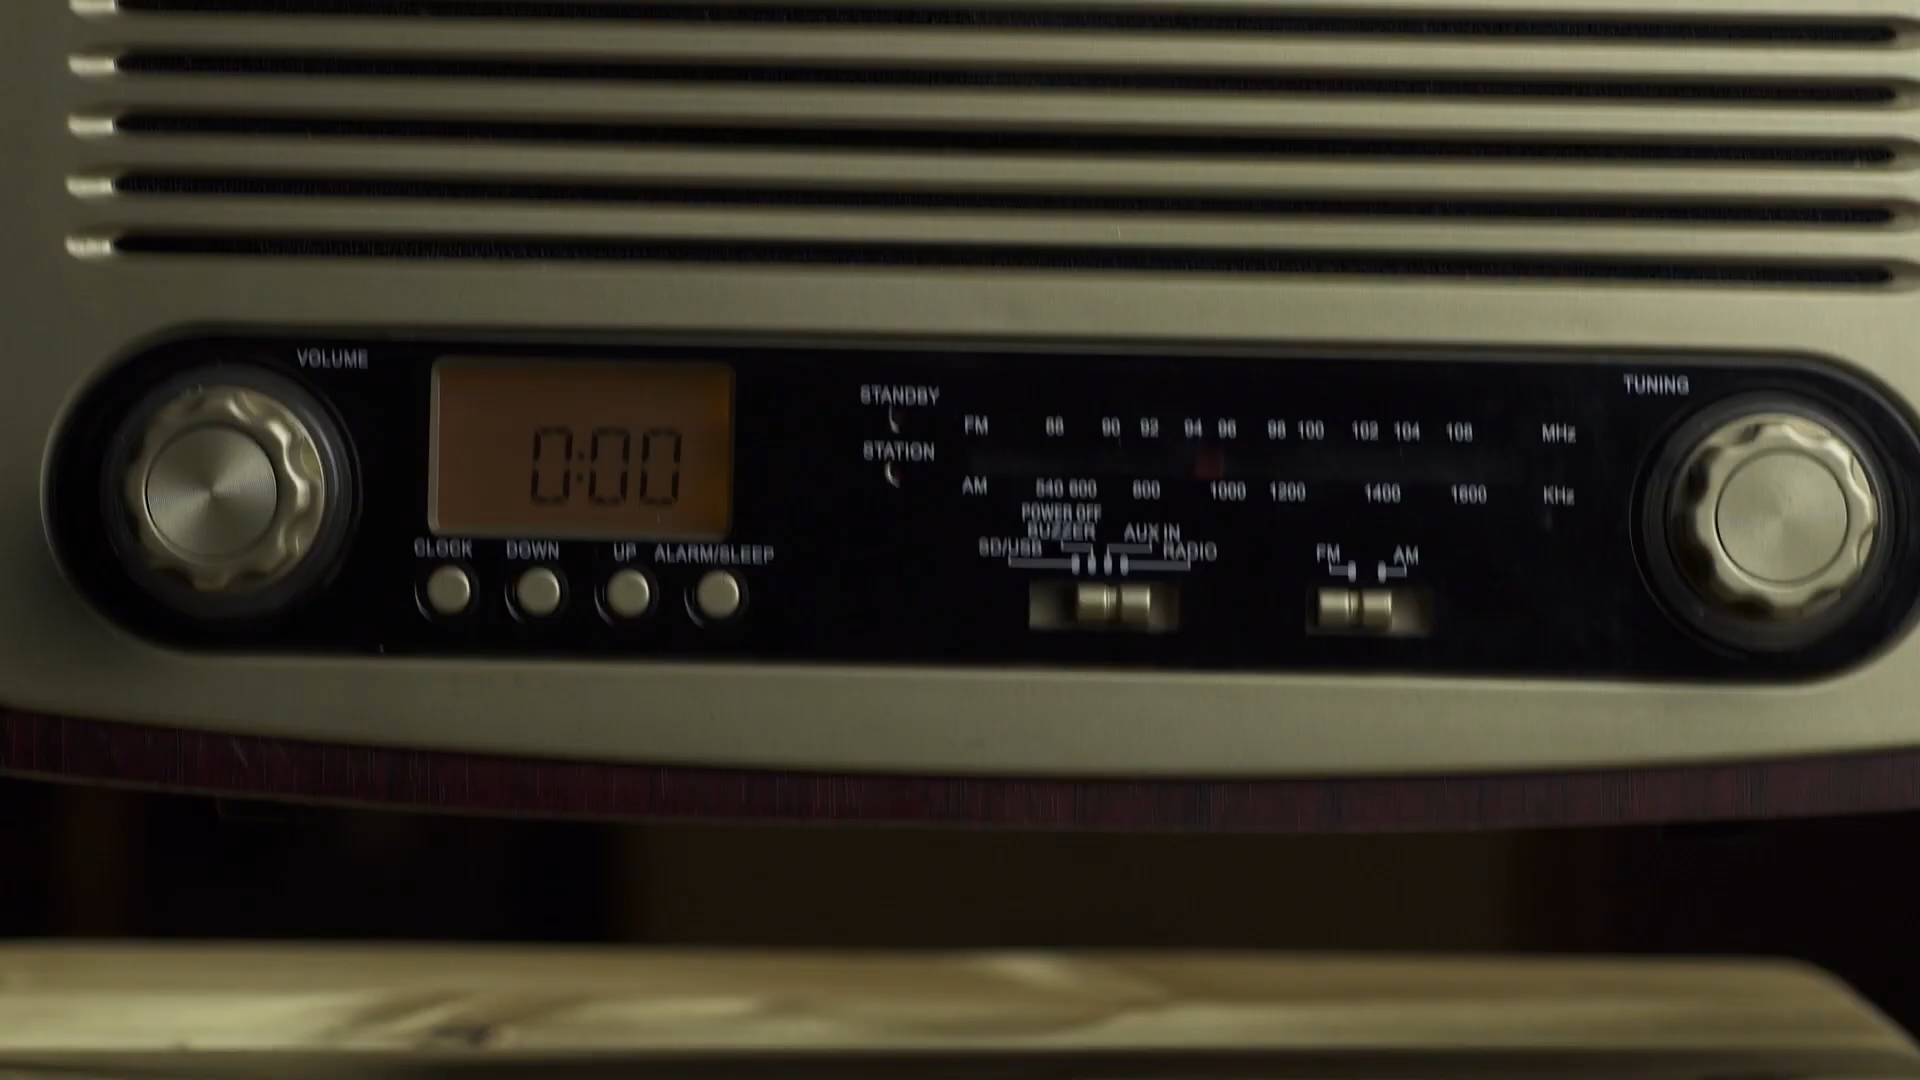 VOLUME
TUNING
0:00
STANDBY
STATION
FM 88 90 92 94 96 98 100 102 104 108 MHz
AM 540 600 800 1000 1200 1400 1600 KHz
POWER OFF
BUZZER AUX IN
SD/USB RADIO
FM AM
CLOCK DOWN UP ALARM/SLEEP